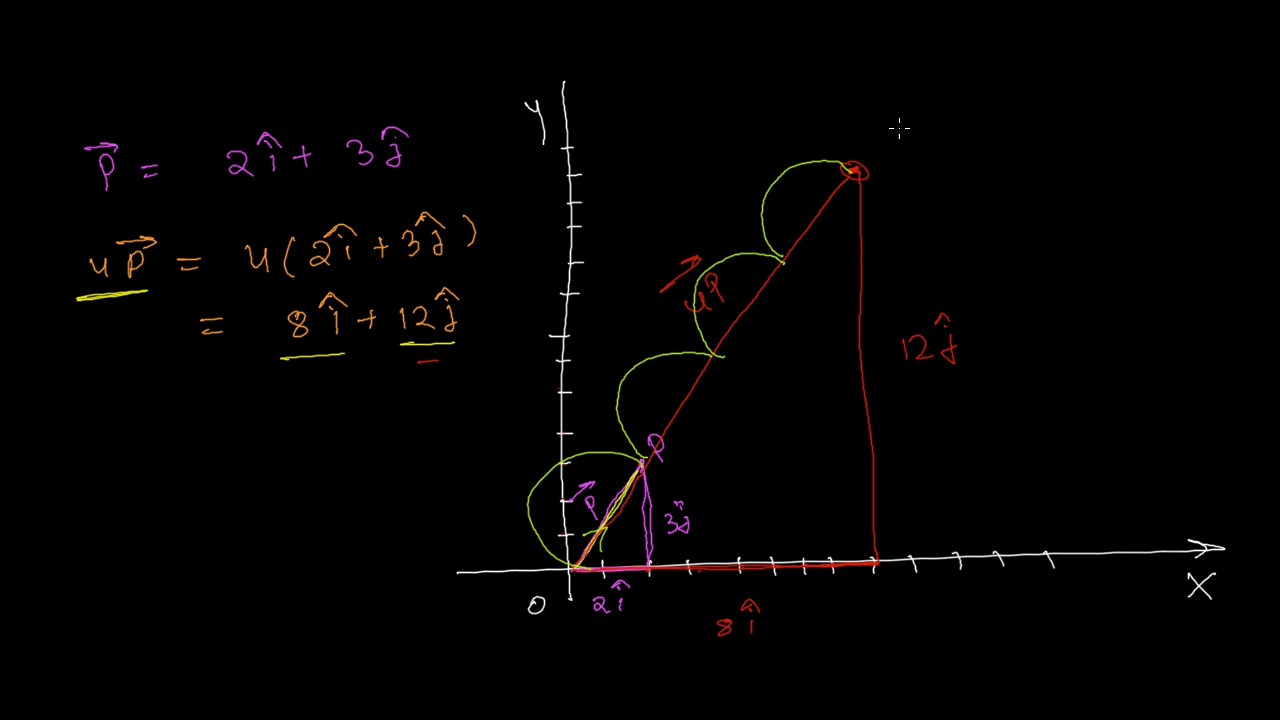 P⃗ = 2î + 3ĵ
4P⃗ = 4(2î + 3ĵ)
= 8î + 12ĵ
Y
4P⃗
12ĵ
P
P⃗
3ĵ
O
2î
8î
X